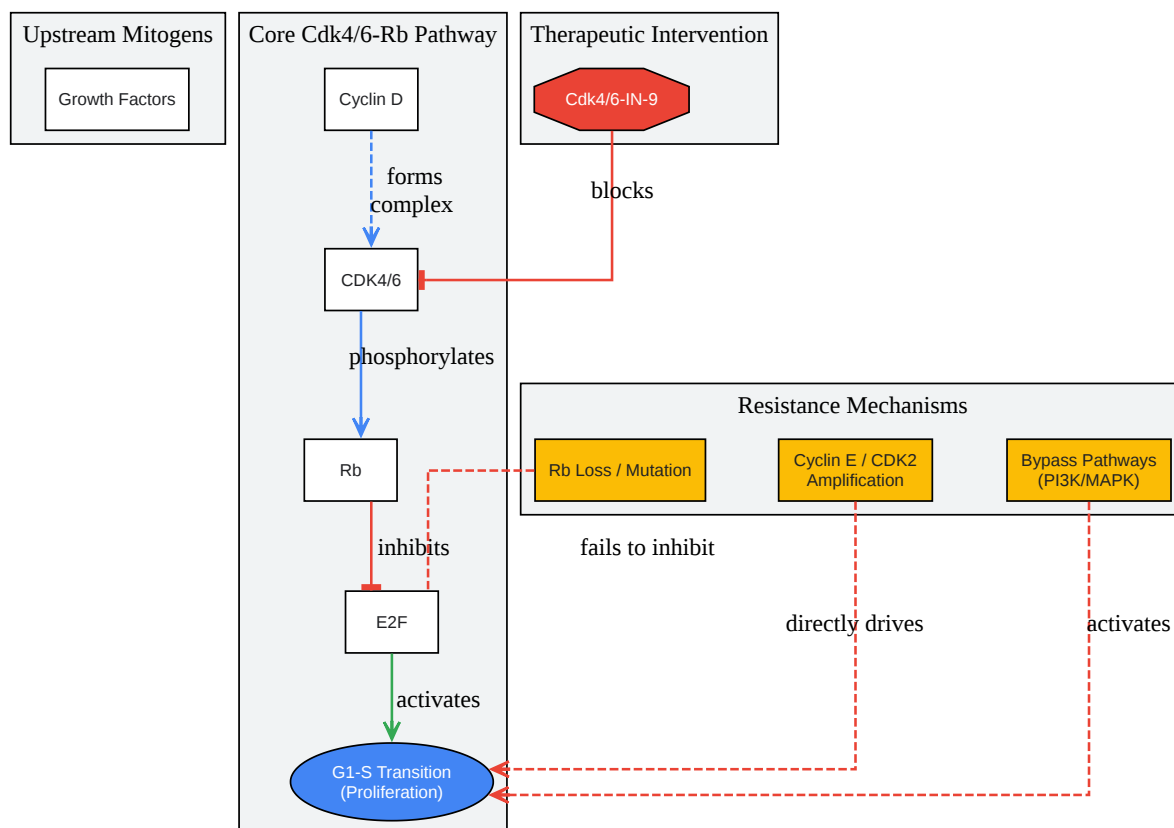 Upstream Mitogens
Growth Factors
Core Cdk4/6-Rb Pathway
Cyclin D
forms
complex
CDK4/6
phosphorylates
Rb
inhibits
E2F
activates
G1-S Transition
(Proliferation)
Therapeutic Intervention
Cdk4/6-IN-9
blocks
Resistance Mechanisms
Rb Loss / Mutation
Cyclin E / CDK2
Amplification
Bypass Pathways
(PI3K/MAPK)
fails to inhibit
directly drives
activates